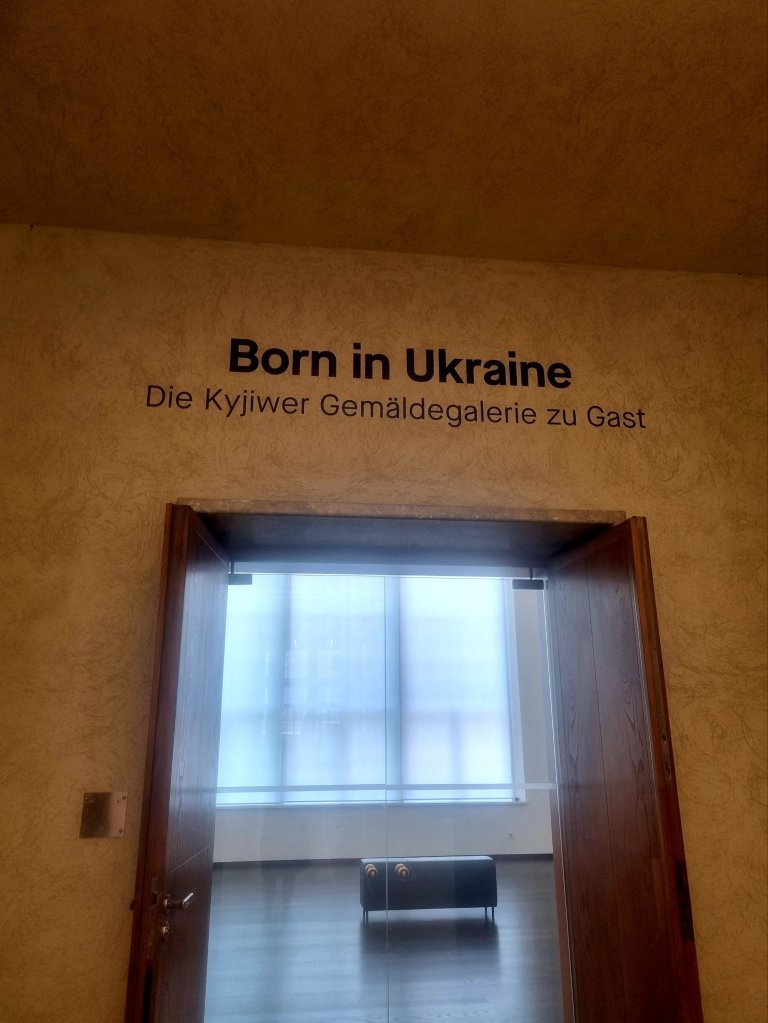 Born in Ukraine
Die Kyjiwer Gemäldegalerie zu Gast